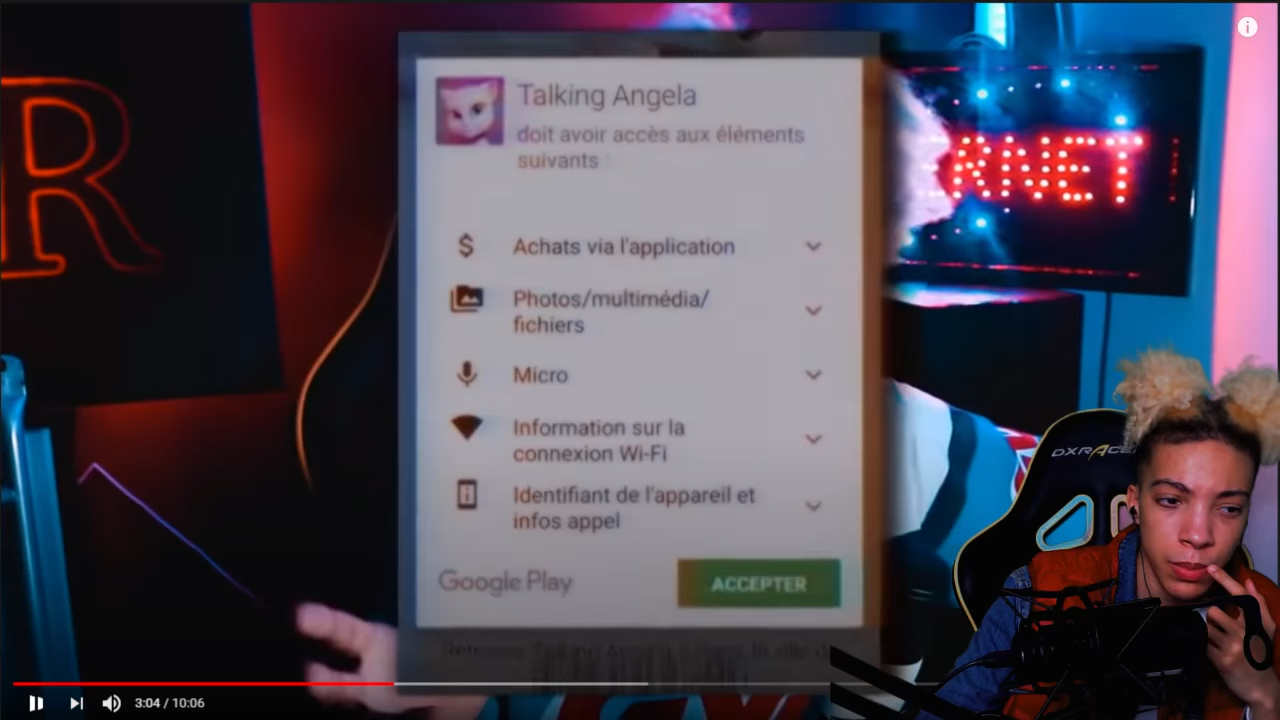 R
Talking Angela
doit avoir accès aux éléments
suivants :
RNET
Achats via l'application
Photos/multimédia/
fichiers
Micro
Information sur la
connexion Wi-Fi
Identifiant de l'appareil et
infos appel
Google Play
ACCEPTER
DXRACER
3:04 / 10:06